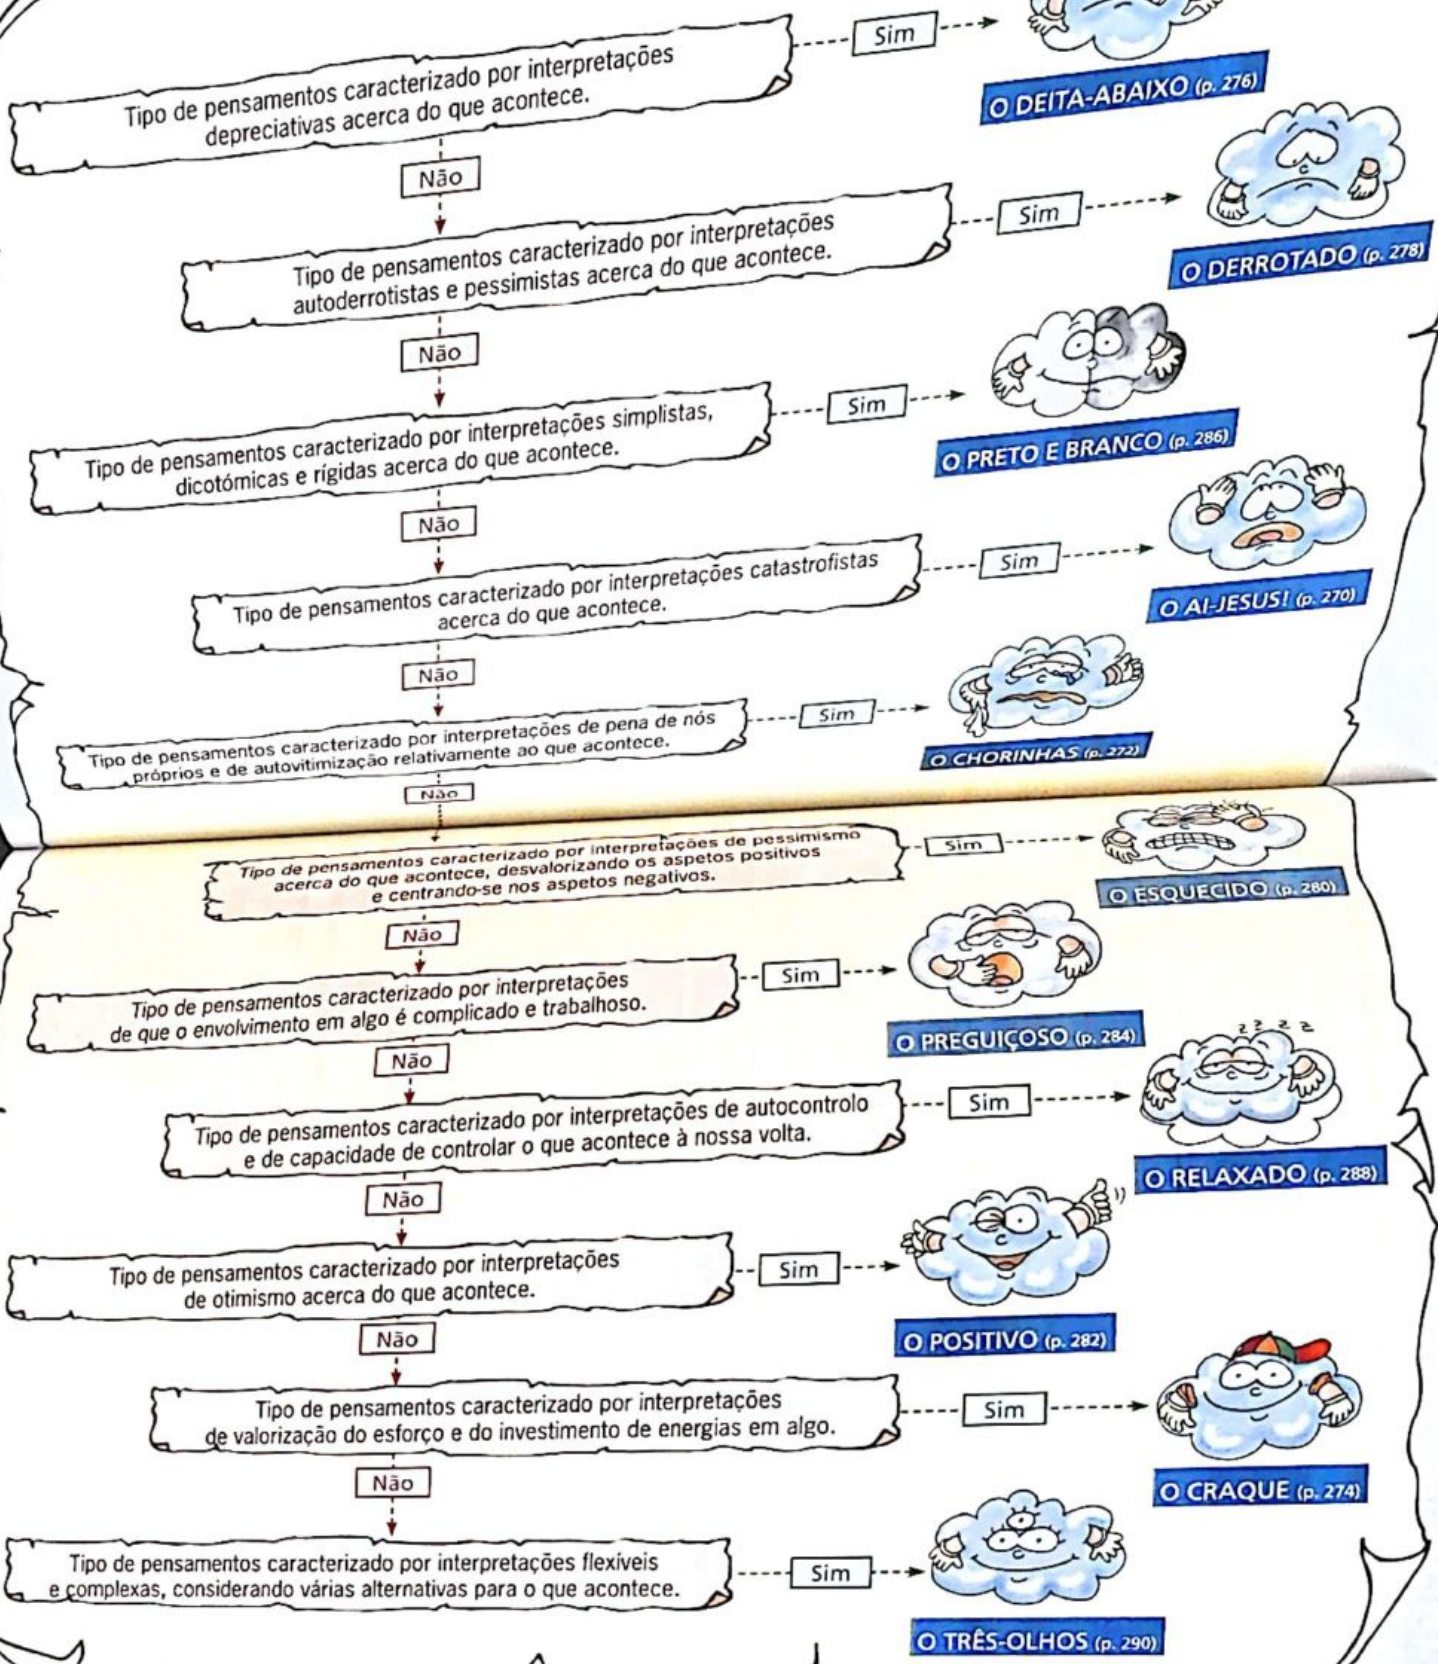 Tipo de pensamentos caracterizado por interpretações
depreciativas acerca do que acontece.
Sim
O DEITA-ABAIXO (p. 276)
Não
Tipo de pensamentos caracterizado por interpretações
autoderrotistas e pessimistas acerca do que acontece.
Sim
O DERROTADO (p. 278)
Não
Tipo de pensamentos caracterizado por interpretações simplistas,
dicotómicas e rígidas acerca do que acontece.
Sim
O PRETO E BRANCO (p. 286)
Não
Tipo de pensamentos caracterizado por interpretações catastrofistas
acerca do que acontece.
Sim
O AI-JESUS! (p. 270)
Não
Tipo de pensamentos caracterizado por interpretações de pena de nós
próprios e de autovitimização relativamente ao que acontece.
Sim
O CHORINHAS (p. 272)
Não
Tipo de pensamentos caracterizado por interpretações de pessimismo
acerca do que acontece, desvalorizando os aspetos positivos
e centrando-se nos aspetos negativos.
Sim
O ESQUECIDO (p. 280)
Não
Tipo de pensamentos caracterizado por interpretações
de que o envolvimento em algo é complicado e trabalhoso.
Sim
O PREGUIÇOSO (p. 284)
Não
z z z z
Tipo de pensamentos caracterizado por interpretações de autocontrolo
e de capacidade de controlar o que acontece à nossa volta.
Sim
O RELAXADO (p. 288)
Não
Tipo de pensamentos caracterizado por interpretações
de otimismo acerca do que acontece.
Sim
O POSITIVO (p. 282)
Não
Tipo de pensamentos caracterizado por interpretações
de valorização do esforço e do investimento de energias em algo.
Sim
O CRAQUE (p. 274)
Não
Tipo de pensamentos caracterizado por interpretações flexíveis
e complexas, considerando várias alternativas para o que acontece.
Sim
O TRÊS-OLHOS (p. 290)